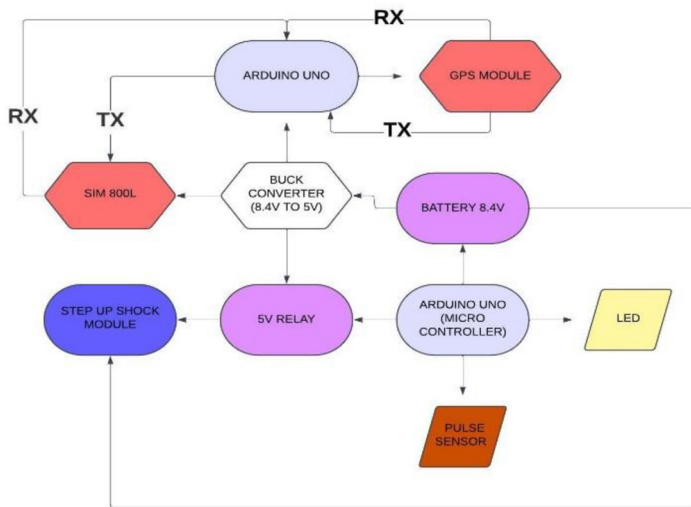 RX
ARDUINO UNO
GPS MODULE
RX
TX
TX
SIM 800L
BUCK
CONVERTER
(8.4V TO 5V)
BATTERY 8.4V
STEP UP SHOCK
MODULE
5V RELAY
ARDUINO UNO
(MICRO
CONTROLLER)
LED
PULSE
SENSOR